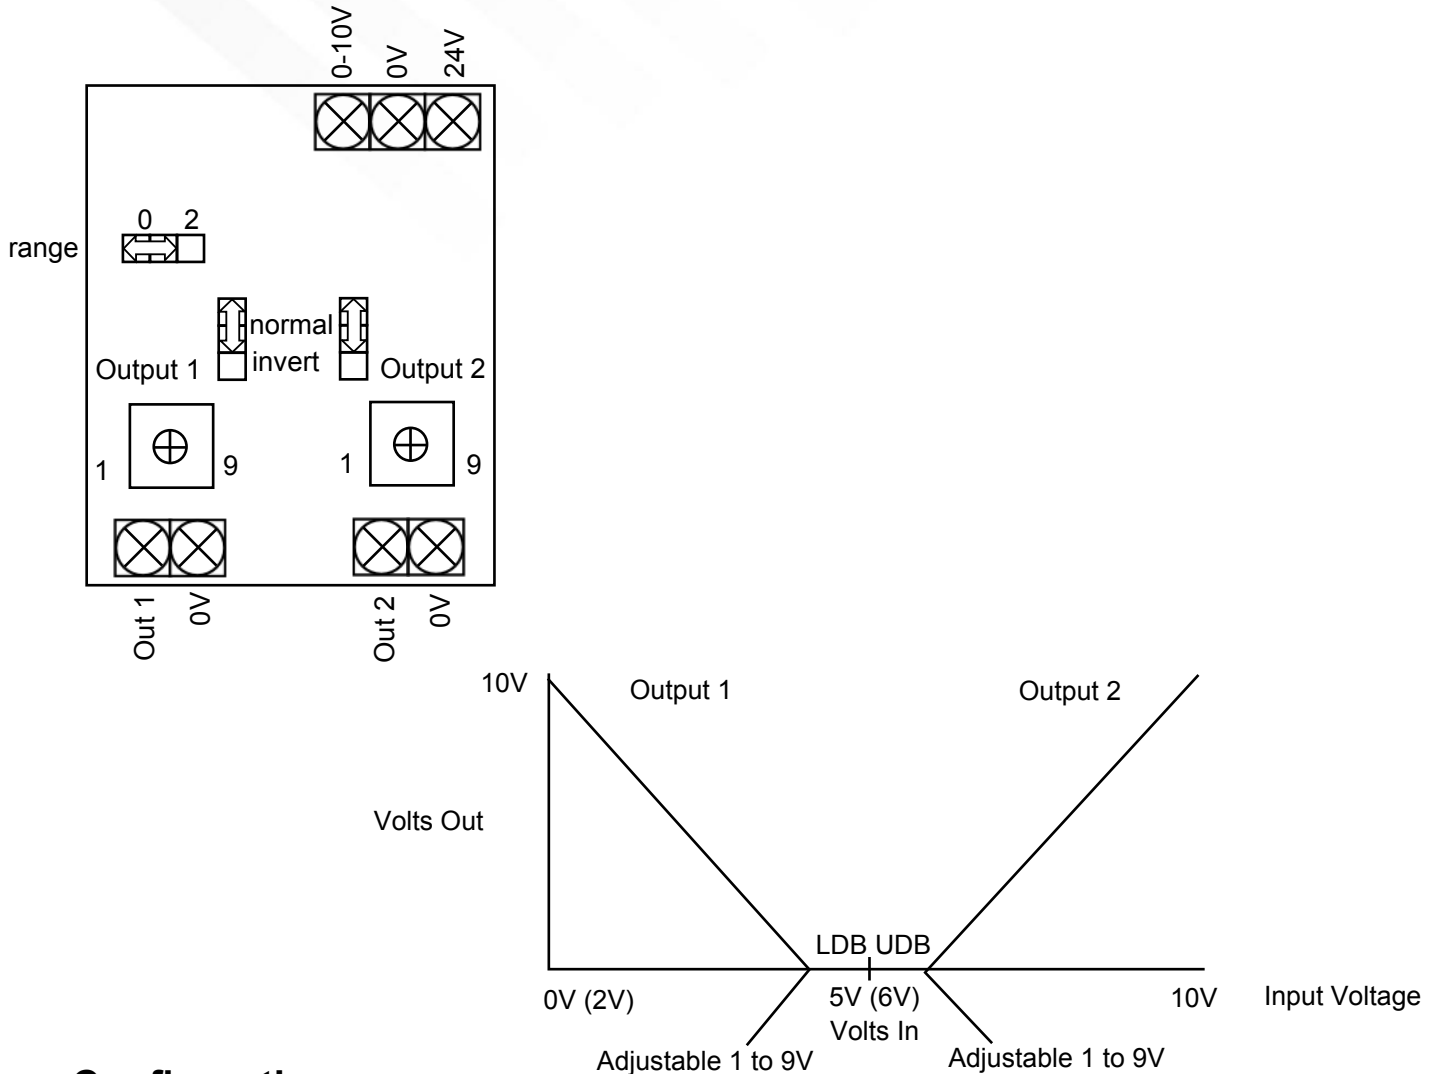 0-10V 0V 24V
0 2
range
normal
invert
Output 1 Output 2
1 9 1 9
Out 1 0V Out 2 0V
10V Output 1 Output 2
Volts Out
LDB UDB
0V (2V) 5V (6V) 10V Input Voltage
Volts In
Adjustable 1 to 9V Adjustable 1 to 9V